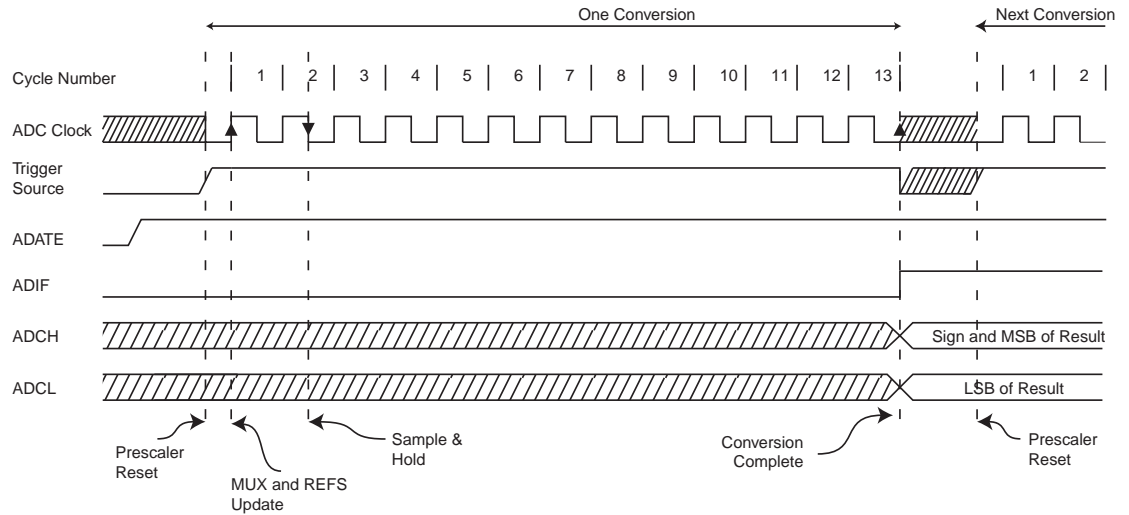 One Conversion
Next Conversion
Cycle Number
1 2 3 4 5 6 7 8 9 10 11 12 13 1 2
ADC Clock
Trigger
Source
ADATE
ADIF
ADCH
Sign and MSB of Result
ADCL
LSB of Result
Prescaler
Reset
MUX and REFS
Update
Sample &
Hold
Conversion
Complete
Prescaler
Reset